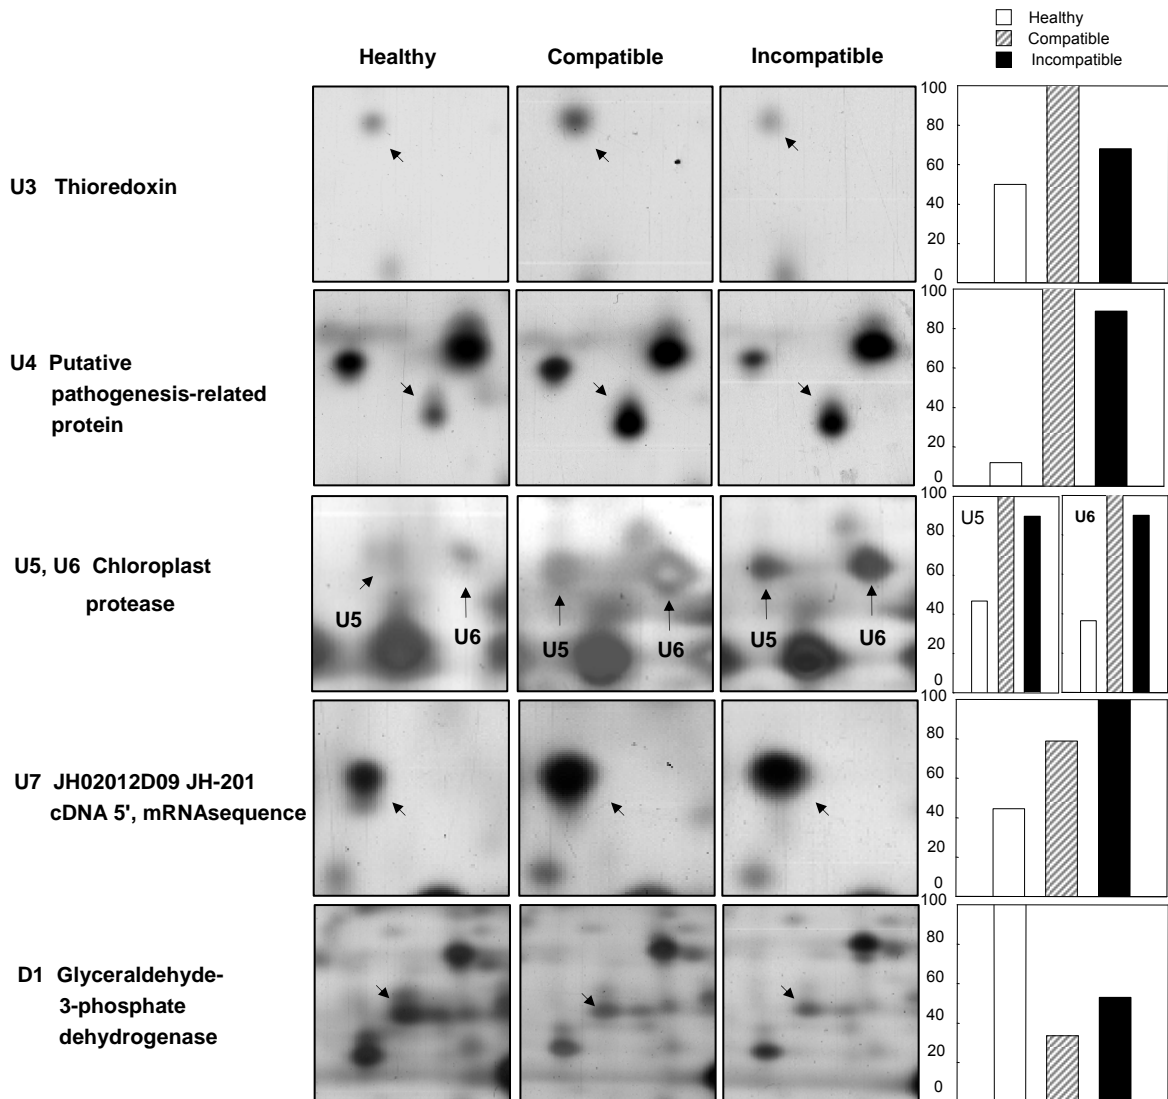 Healthy
Compatible
Incompatible
Healthy Compatible Incompatible
U3 Thioredoxin
100
80
60
40
20
0
U4 Putative
pathogenesis-related
protein
100
80
60
40
20
0
U5, U6 Chloroplast
protease
U5
U6
U5
U6
U5
U6
100
80
60
40
20
0
U5
U6
U7 JH02012D09 JH-201
cDNA 5', mRNAsequence
100
80
60
40
20
0
D1 Glyceraldehyde-
3-phosphate
dehydrogenase
100
80
60
40
20
0